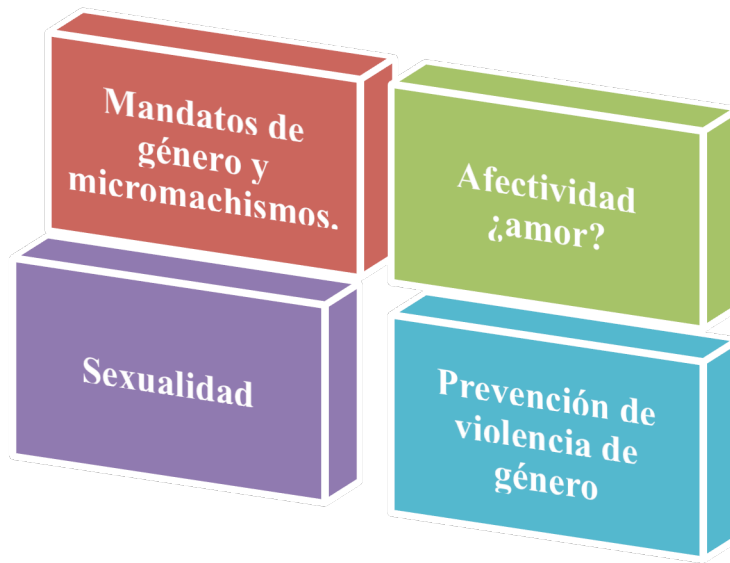 Mandatos de
género y
micromachismos.
Afectividad
¿amor?
Sexualidad
Prevención de
violencia de
género